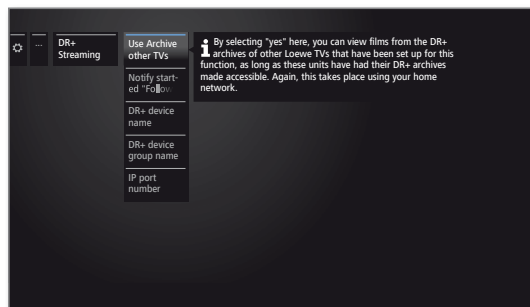 ...
DR+
Streaming
Use Archive
other TVs
Notify start-
ed "Follow
DR+ device
name
DR+ device
group name
IP port
number
By selecting "yes" here, you can view films from the DR+
archives of other Loewe TVs that have been set up for this
function, as long as these units have had their DR+ archives
made accessible. Again, this takes place using your home
network.